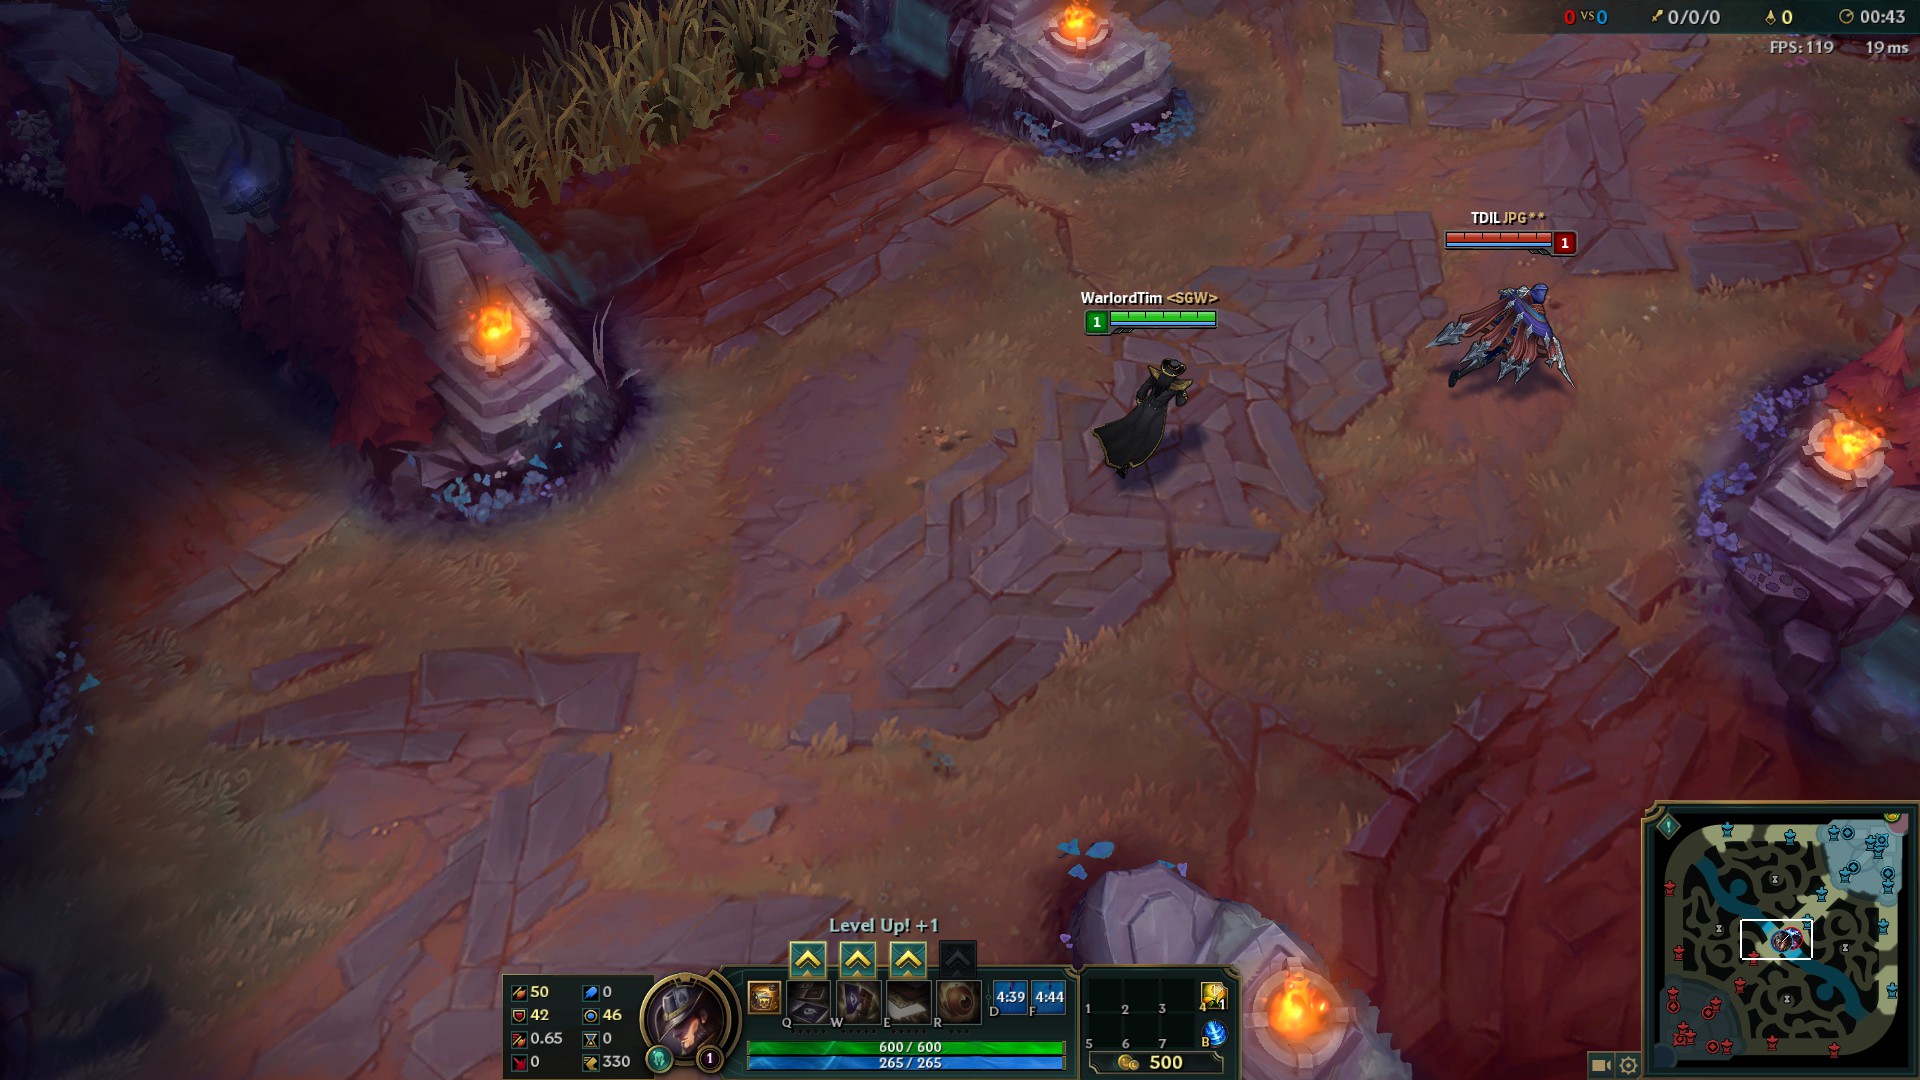 0 VS 0 0/0/0 0 00:43
FPS: 119 19 ms
TDIL JPG**
1
WarlordTim <SGW>
1
Level Up! +1
50 0
42 46
0.65 0
0 330
1
Q W E R D F
4:39 4:44
600 / 600
265 / 265
1 2 3 4
1
5 6 7 B
500